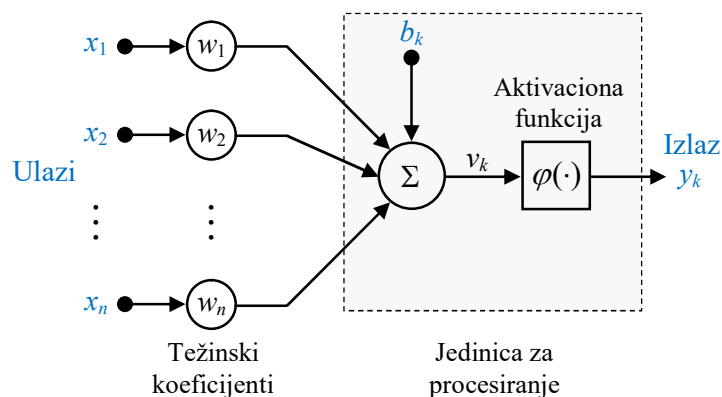 x1 w1 bk
Aktivaciona
funkcija
x2 w2 Izlaz
Ulazi Σ vk φ(·) yk
⋮ ⋮
xn wn
Težinski Jedinica za
koeficijenti procesiranje